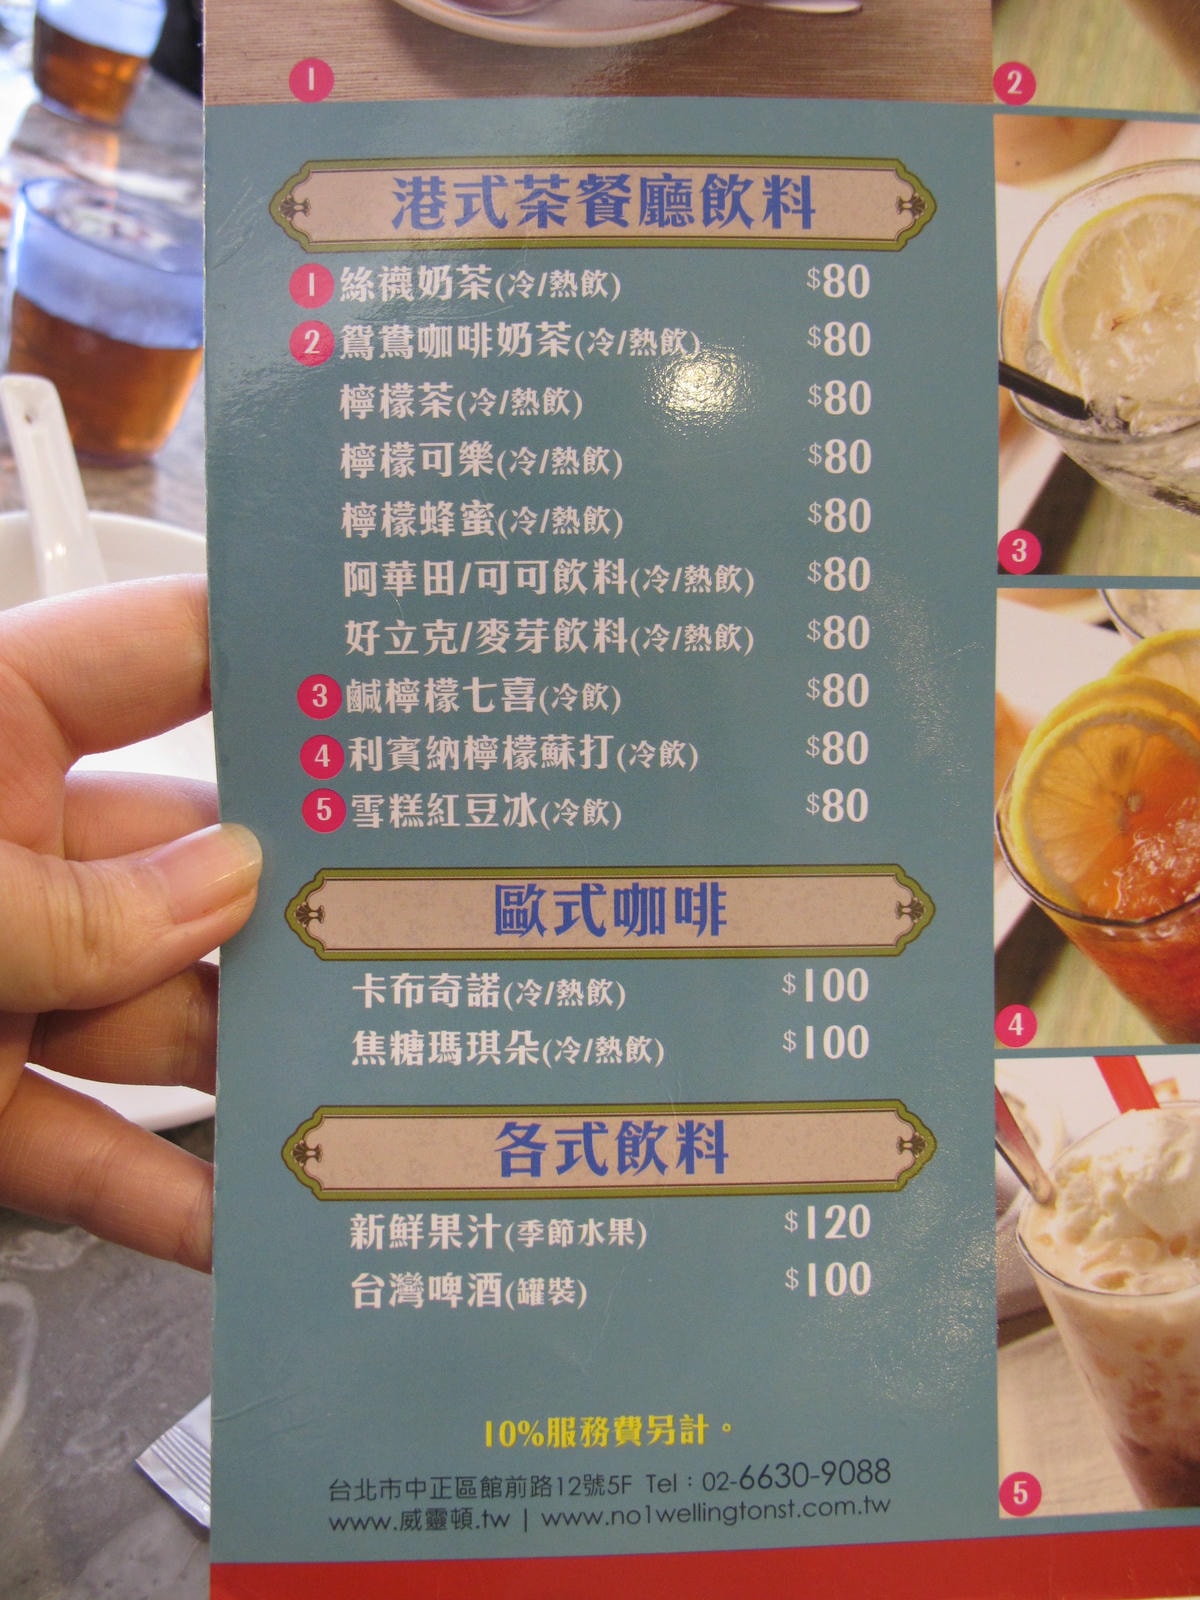 1
2
港式茶餐廳飲料
1 絲襪奶茶(冷/熱飲) $80
2 鴛鴦咖啡奶茶(冷/熱飲) $80
檸檬茶(冷/熱飲) $80
檸檬可樂(冷/熱飲) $80
檸檬蜂蜜(冷/熱飲) $80
3
阿華田/可可飲料(冷/熱飲) $80
好立克/麥芽飲料(冷/熱飲) $80
3 鹹檸檬七喜(冷飲) $80
4 利賓納檸檬蘇打(冷飲) $80
5 雪糕紅豆冰(冷飲) $80
歐式咖啡
卡布奇諾(冷/熱飲) $100
4
焦糖瑪琪朵(冷/熱飲) $100
各式飲料
新鮮果汁(季節水果) $120
台灣啤酒(罐裝) $100
10%服務費另計。
台北市中正區館前路12號5F Tel：02-6630-9088
5
www.威靈頓.tw | www.no1wellingtonst.com.tw